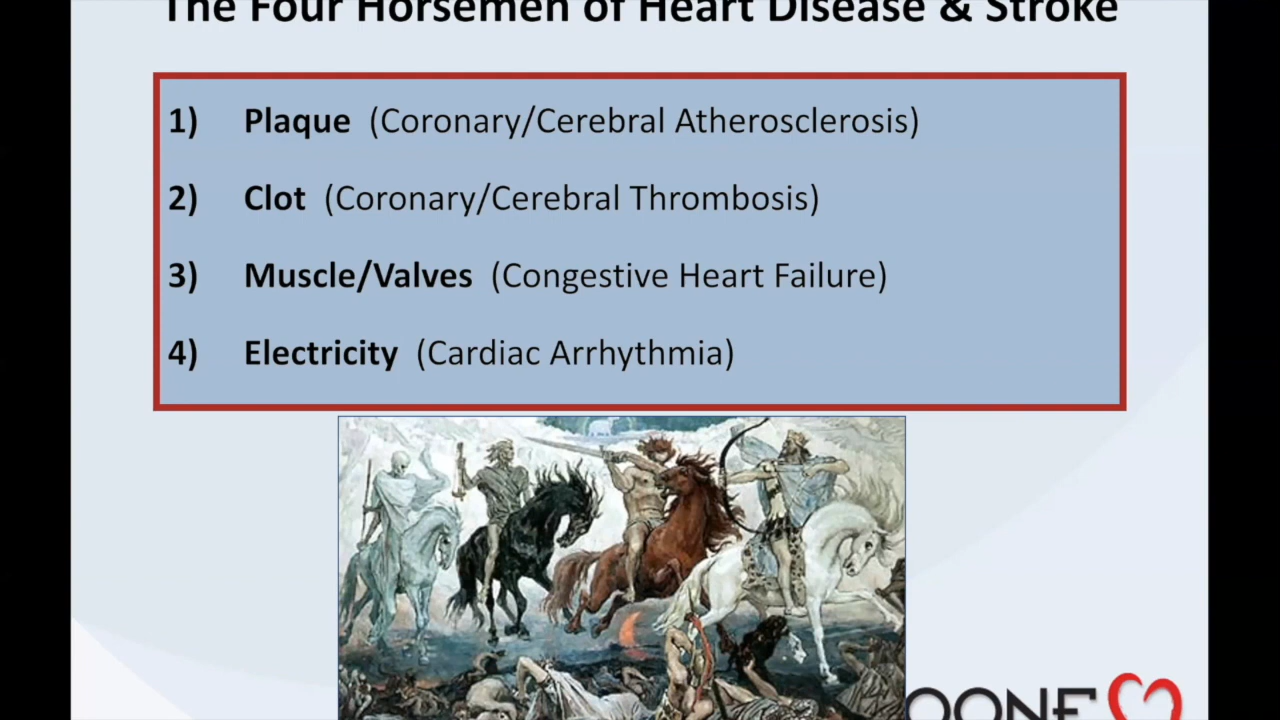 The Four Horsemen of Heart Disease & Stroke
1) Plaque (Coronary/Cerebral Atherosclerosis)
2) Clot (Coronary/Cerebral Thrombosis)
3) Muscle/Valves (Congestive Heart Failure)
4) Electricity (Cardiac Arrhythmia)